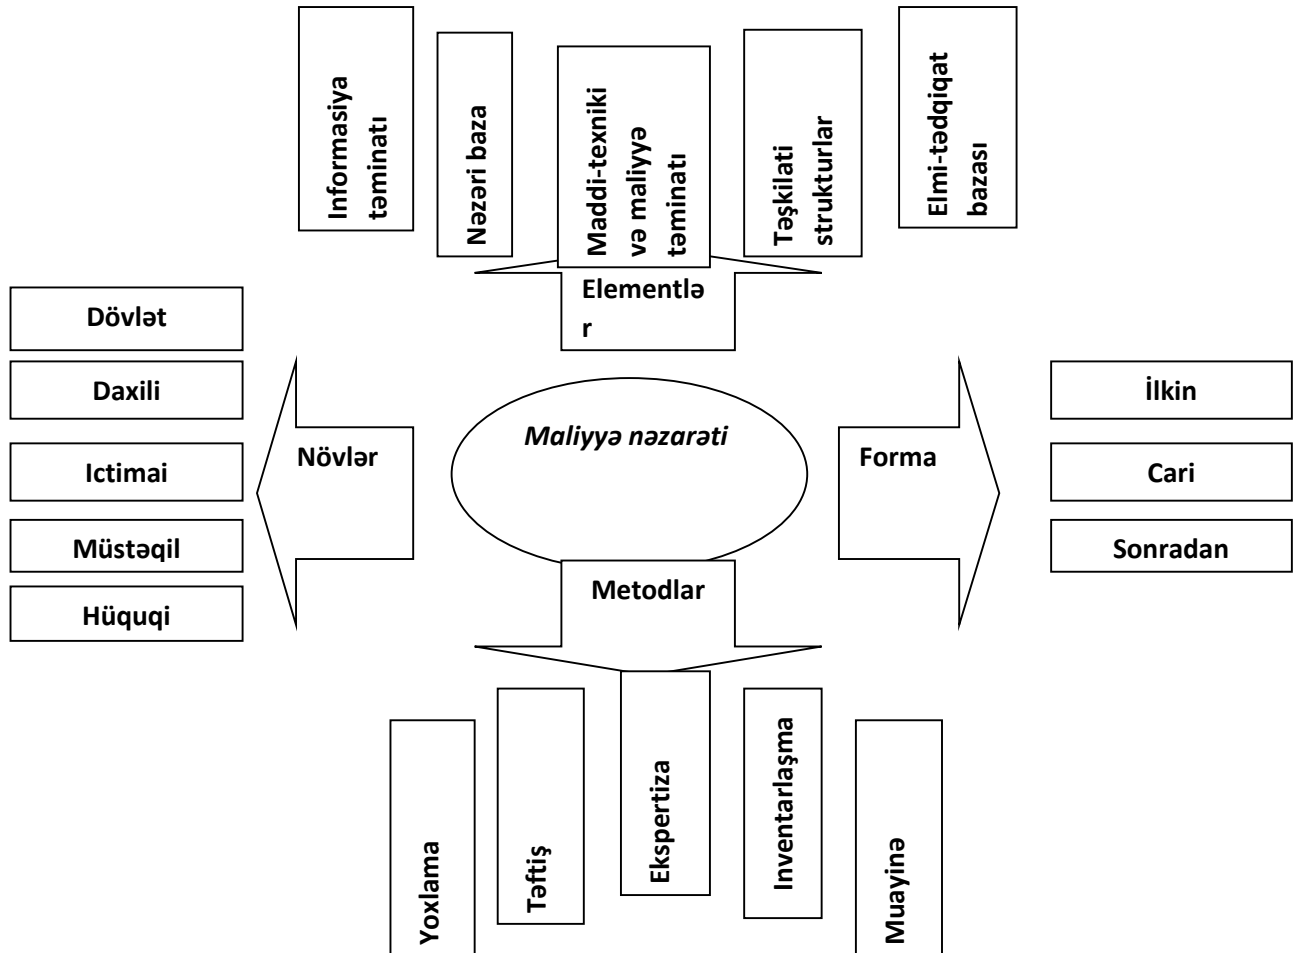 Informasiya
təminatı
Nəzəri baza
Maddi-texniki
və maliyyə
təminatı
Təşkilati
strukturlar
Elmi-tədqiqat
bazası
Elementlə
r
Dövlət
Daxili
Ictimai
Müstəqil
Hüquqi
Növlər
Maliyyə nəzarəti
Forma
İlkin
Cari
Sonradan
Metodlar
Yoxlama
Təftiş
Ekspertiza
Inventarlaşma
Muayinə